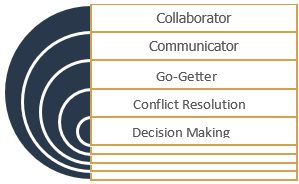 Collaborator
Communicator
Go-Getter
Conflict Resolution
Decision Making